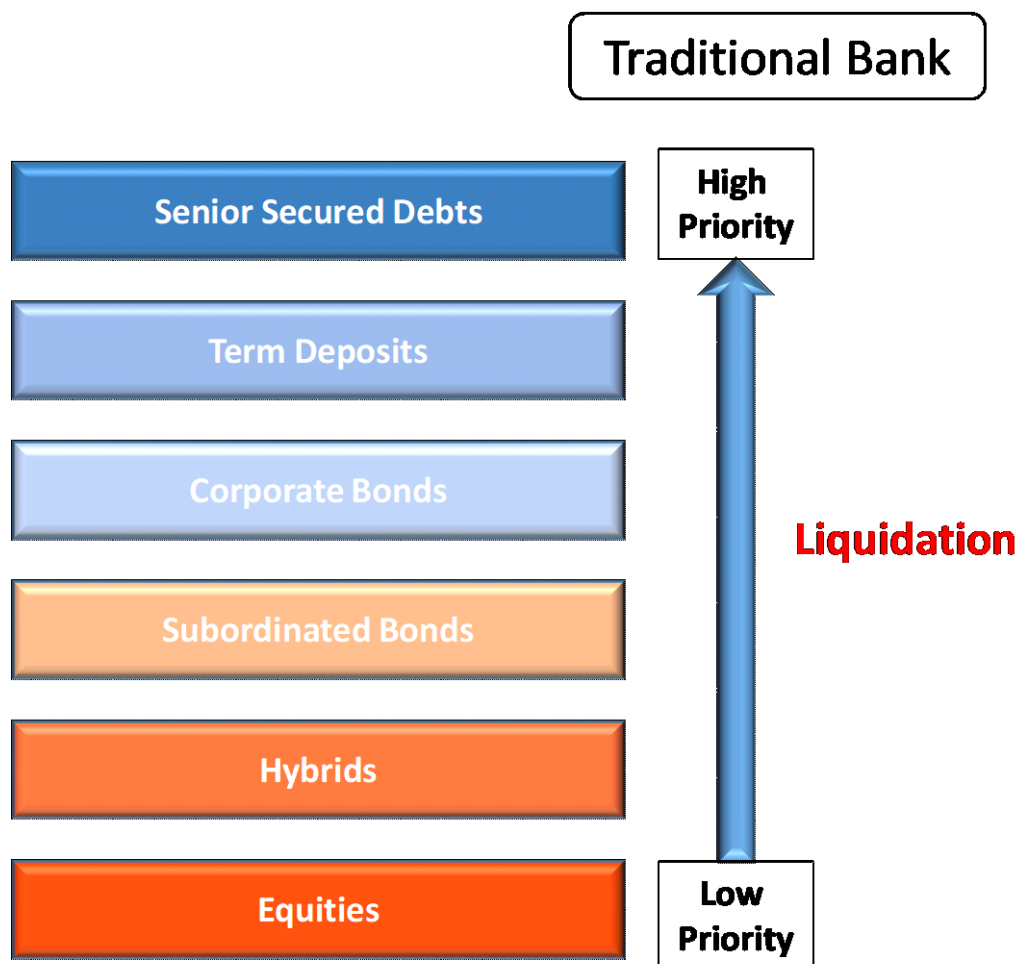 Traditional Bank
Senior Secured Debts
High
Priority
Term Deposits
Corporate Bonds
Liquidation
Subordinated Bonds
Hybrids
Equities
Low
Priority